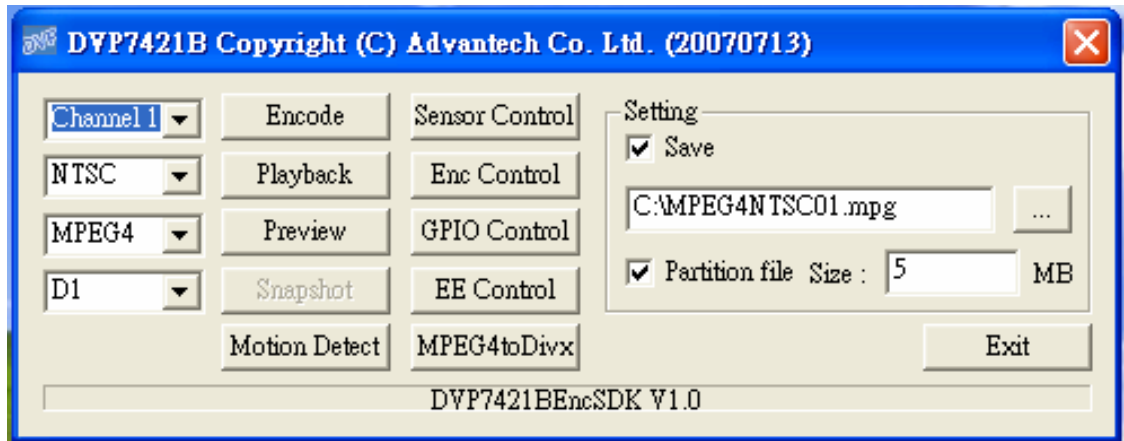 DVP7421B Copyright (C) Advantech Co. Ltd. (20070713)
Channel 1 Encode Sensor Control Setting
Save
NTSC Playback Enc Control
C:\MPEG4NTSC01.mpg ...
MPEG4 Preview GPIO Control
Partition file Size : 5 MB
D1 Snapshot EE Control
Motion Detect MPEG4toDivx Exit
DVP7421BEncSDK V1.0